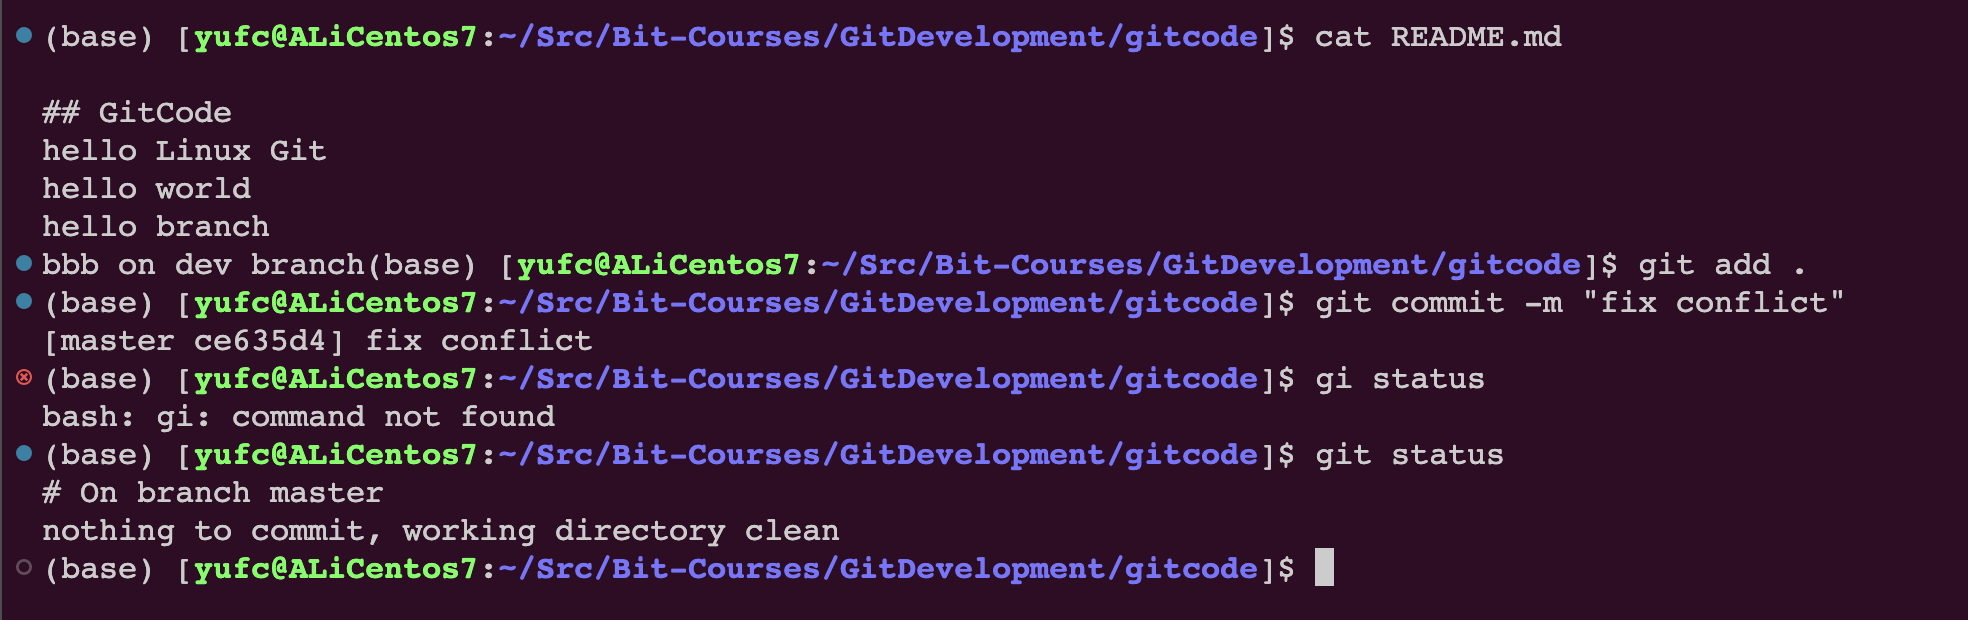 (base) [yufc@ALiCentos7:~/Src/Bit-Courses/GitDevelopment/gitcode]$ cat README.md
## GitCode
hello Linux Git
hello world
hello branch
bbb on dev branch(base) [yufc@ALiCentos7:~/Src/Bit-Courses/GitDevelopment/gitcode]$ git add .
(base) [yufc@ALiCentos7:~/Src/Bit-Courses/GitDevelopment/gitcode]$ git commit -m "fix conflict"
[master ce635d4] fix conflict
(base) [yufc@ALiCentos7:~/Src/Bit-Courses/GitDevelopment/gitcode]$ gi status
bash: gi: command not found
(base) [yufc@ALiCentos7:~/Src/Bit-Courses/GitDevelopment/gitcode]$ git status
# On branch master
nothing to commit, working directory clean
(base) [yufc@ALiCentos7:~/Src/Bit-Courses/GitDevelopment/gitcode]$